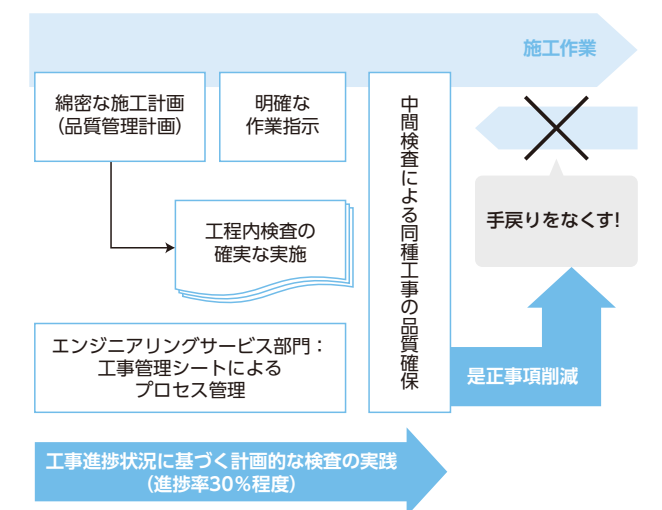 施工作業
綿密な施工計画
(品質管理計画)
明確な
作業指示
中間検査による同種工事の品質確保
手戻りをなくす!
工程内検査の
確実な実施
エンジニアリングサービス部門：
工事管理シートによる
プロセス管理
是正事項削減
工事進捗状況に基づく計画的な検査の実践
(進捗率30%程度)